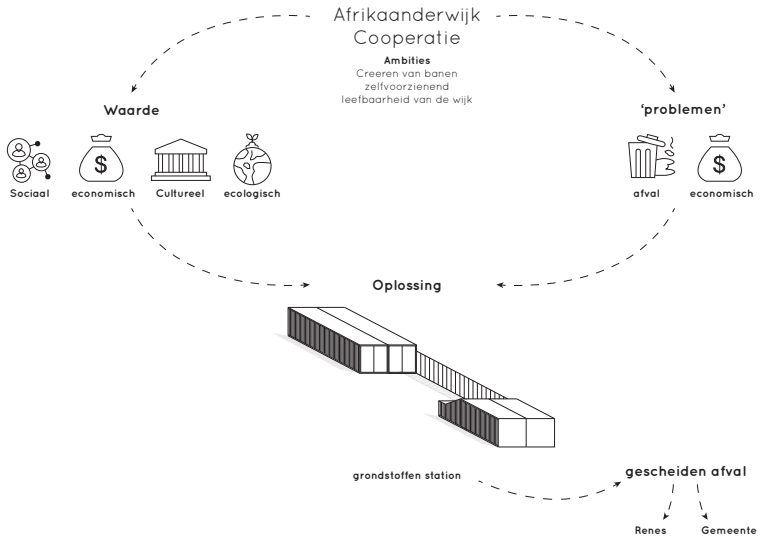 Afrikaanderwijk
Cooperatie
Ambities
Creeren van banen
zelfvoorzienend
leefbaarheid van de wijk
Waarde
'problemen'
$
$
Sociaal
economisch
Cultureel
ecologisch
afval
economisch
Oplossing
grondstoffen station
gescheiden afval
Renes
Gemeente